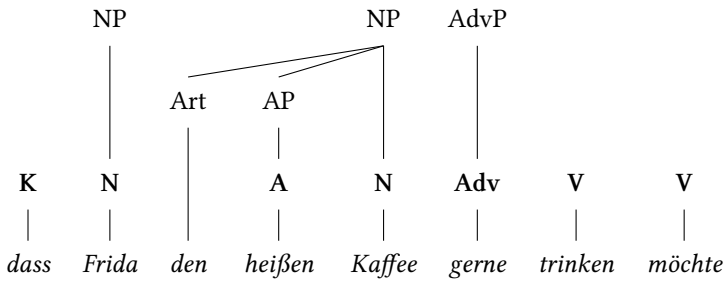 NP NP AdvP
Art AP
K N A N Adv V V
dass Frida den heißen Kaffee gerne trinken möchte